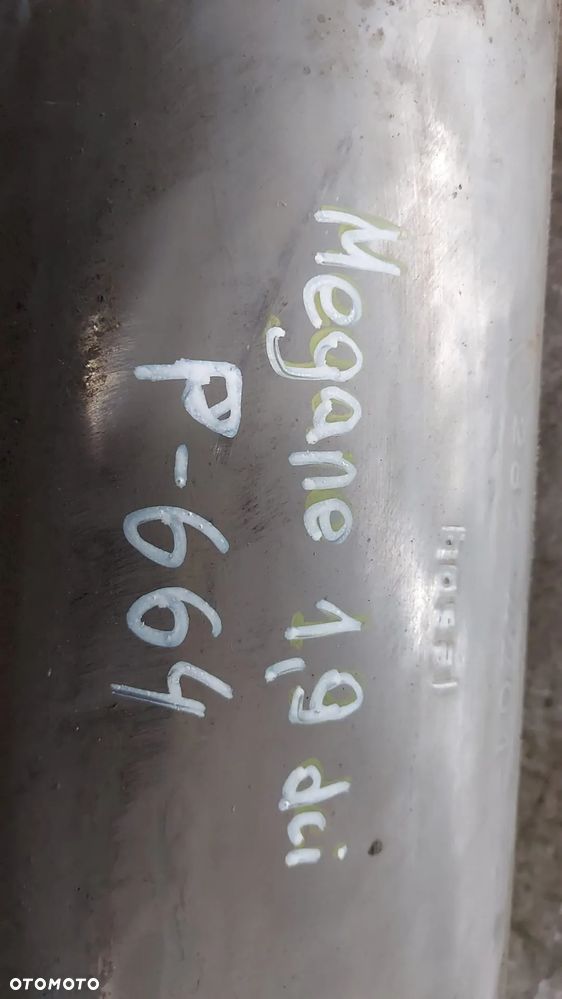 Megane 1,9 dci
P-664
OTOMOTO